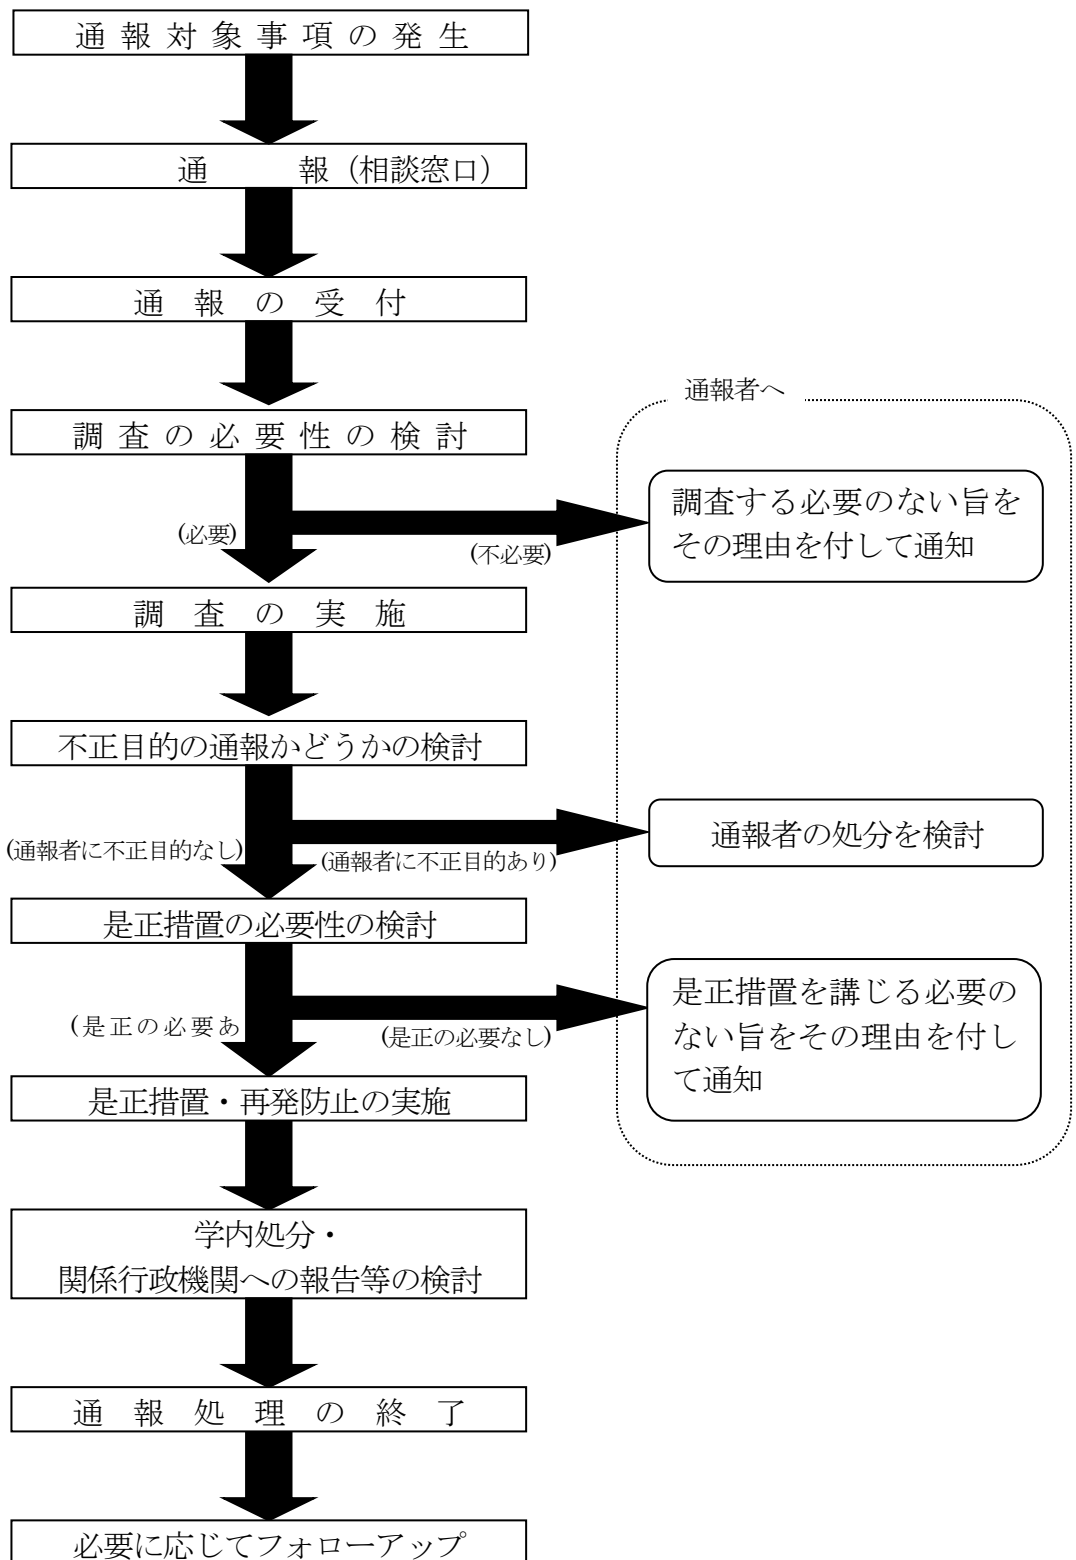 通報対象事項の発生
通 報（相談窓口）
通報の受付
通報者へ
調査の必要性の検討
調査する必要のない旨を
その理由を付して通知
(必要)
(不必要)
調査の実施
不正目的の通報かどうかの検討
通報者の処分を検討
(通報者に不正目的なし)
(通報者に不正目的あり)
是正措置の必要性の検討
是正措置を講じる必要の
ない旨をその理由を付し
て通知
(是正の必要あ
(是正の必要なし)
是正措置・再発防止の実施
学内処分・
関係行政機関への報告等の検討
通報処理の終了
必要に応じてフォローアップ